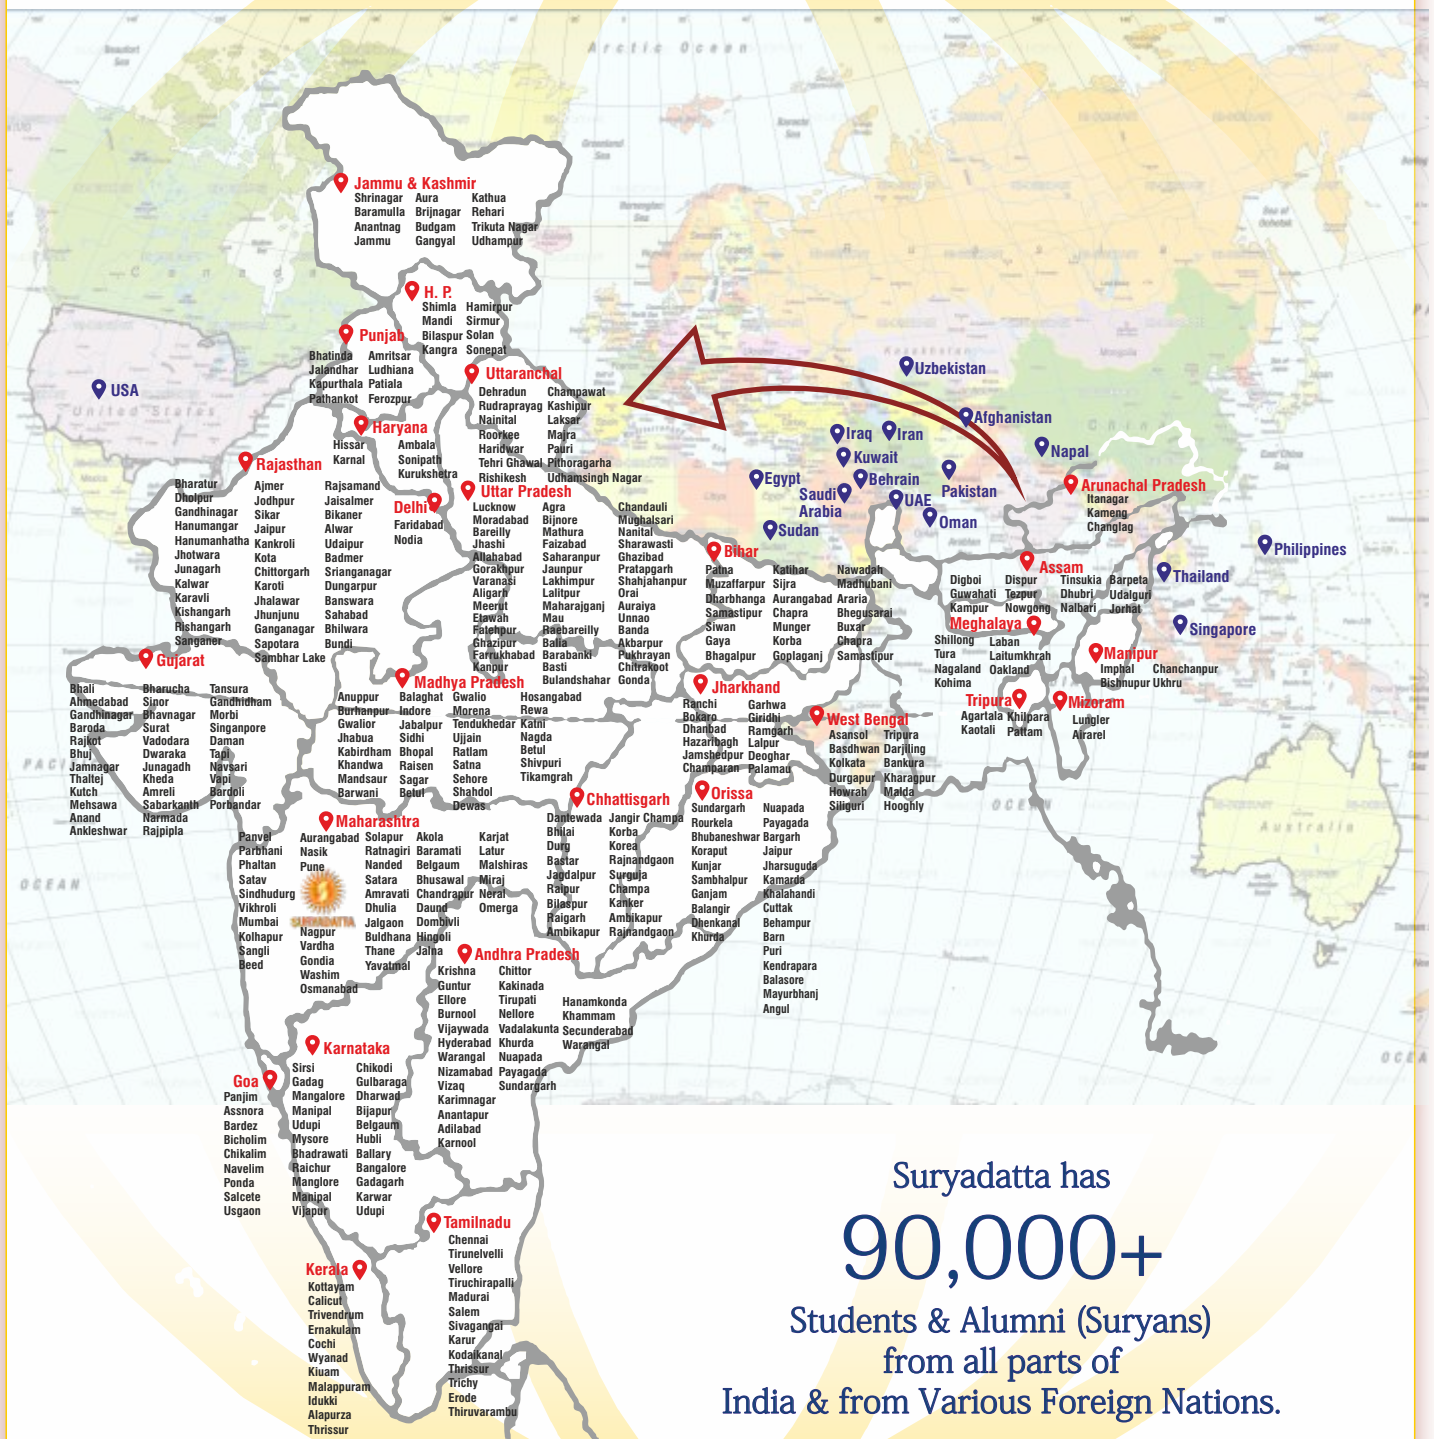 Arctic Ocean
Jammu & Kashmir
Shrinagar Aura Kathua
Baramulla Brijnagar Rehari
Anantnag Budgam Trikuta Nagar
Jammu Gangyal Udhampur
H. P.
Shimla Hamirpur
Mandi Sirmur
Bilaspur Solan
Kangra Sonepat
Punjab
Bhatinda Amritsar
Jalandhar Ludhiana
Kapurthala Patiala
Pathankot Ferozpur
Uttaranchal
Dehradun Champawat
Rudraprayag Kashipur
Nainital Laksar
Roorkee Majra
Haridwar Pauri
Tehri Ghawal Pithoragarha
Rishikesh Udhamsingh Nagar
USA
United States
Canada
Haryana
Hissar Ambala
Karnal Sonipath
Kurukshetra
Delhi
Faridabad
Nodia
Rajasthan
Bharatur Ajmer Rajsamand
Dholpur Jodhpur Jaisalmer
Gandhinagar Sikar Bikaner
Hanumangar Jaipur Alwar
Hanumanhatha Kankroli Udaipur
Jhotwara Kota Badmer
Junagarh Chittorgarh Srianganagar
Kalwar Karoti Dungarpur
Karavli Jhalawar Banswara
Kishangarh Jhunjunu Sahabad
Rishangarh Ganganagar Bhilwara
Sanganer Sapotara Bundi
Sambhar Lake
Uttar Pradesh
Lucknow Agra Chandauli
Moradabad Bijnore Mughalsari
Bareilly Mathura Nanital
Jhashi Faizabad Sharawasti
Allahabad Saharanpur Ghazibad
Gorakhpur Jaunpur Pratapgarh
Varanasi Lakhimpur Shahjahanpur
Aligarh Lalitpur Orai
Meerut Maharajganj Auraiya
Etawah Mau Unnao
Fatehpur Raebareilly Banda
Ghazipur Balia Akbarpur
Farrukhabad Barabanki Pukhrayan
Kanpur Basti Chitrakoot
Bulandshahar Gonda
Uzbekistan
Afghanistan
Iraq
Iran
Napal
Kuwait
Egypt
Behrain
Pakistan
Saudi
Arabia
UAE
Oman
Sudan
China
Philippines
Thailand
Singapore
Arunachal Pradesh
Itanagar
Kameng
Changlag
Bihar
Patna Katihar Nawadah
Muzaffarpur Sijra Madhubani
Dharbhanga Aurangabad Araria
Samastipur Chapra Bhegusarai
Siwan Munger Buxar
Gaya Korba Chapra
Bhagalpur Goplaganj Samastipur
Assam
Digboi Dispur Tinsukia Barpeta
Guwahati Tezpur Dhubri Udalguri
Kampur Nowgong Nalbari Jorhat
Meghalaya
Shillong Laban
Tura Laitumkhrah
Nagaland Oakland
Kohima
Manipur
Imphal Chanchanpur
Bishnupur Ukhru
Tripura
Agartala Khilpara
Kaotali Pattam
Mizoram
Lungler
Airarel
Gujarat
Bhali Bharucha Tansura
Ahmedabad Sinor Gandhidham
Gandhinagar Bhavnagar Morbi
Baroda Surat Singanpore
Rajkot Vadodara Daman
Bhuj Dwaraka Tapi
Jamnagar Junagadh Navsari
Thaltej Kheda Vapi
Kutch Amreli Bardoli
Mehsawa Sabarkanth Porbandar
Anand Narmada
Ankleshwar Rajpipla
Madhya Pradesh
Anuppur Balaghat Gwalio Hosangabad
Burhanpur Indore Morena Rewa
Gwalior Jabalpur Tendukhedar Katni
Jhabua Sidhi Ujjain Nagda
Kabirdham Bhopal Ratlam Betul
Khandwa Raisen Satna Shivpuri
Mandsaur Sagar Sehore Tikamgrah
Barwani Betul Shahdol
Dewas
Jharkhand
Ranchi Garhwa
Bokaro Giridhi
Dhanbad Ramgarh
Hazaribagh Lalpur
Jamshedpur Deoghar
Champaran Palamau
West Bengal
Asansol Tripura
Basdhwan Darjiling
Kolkata Bankura
Durgapur Kharagpur
Howrah Malda
Siliguri Hooghly
Chhattisgarh
Dantewada Jangir Champa
Bhilai Korba
Durg Korea
Bastar Rajnandgaon
Jagdalpur Surguja
Raipur Champa
Bilaspur Kanker
Raigarh Ambikapur
Ambikapur Rajnandgaon
Orissa
Sundargarh Nuapada
Rourkela Payagada
Bhubaneshwar Bargarh
Koraput Jaipur
Kunjar Jharsuguda
Sambhalpur Kamarda
Ganjam Khalahandi
Balangir Cuttak
Dhenkanal Behampur
Khurda Barn
Puri
Kendrapara
Balasore
Mayurbhanj
Angul
Maharashtra
Panvel Aurangabad Solapur Akola Karjat
Parbhani Nasik Ratnagiri Baramati Latur
Phaltan Pune Nanded Belgaum Malshiras
Satav Satara Bhusawal Miraj
Sindhudurg Amravati Chandrapur Neral
Vikhroli Dhulia Daund Omerga
Mumbai SURYADATTA Jalgaon Dombivli
Kolhapur Nagpur Buldhana Hingoli
Sangli Vardha Thane Jalna
Beed Gondia Yavatmal
Washim
Osmanabad
Andhra Pradesh
Krishna Chittor
Guntur Kakinada
Ellore Tirupati Hanamkonda
Burnool Nellore Khammam
Vijaywada Vadalakunta Secunderabad
Hyderabad Khurda Warangal
Warangal Nuapada
Nizamabad Payagada
Vizaq Sundargarh
Karimnagar
Anantapur
Adilabad
Karnool
Karnataka
Sirsi Chikodi
Gadag Gulbaraga
Mangalore Dharwad
Manipal Bijapur
Udupi Belgaum
Mysore Hubli
Bhadrawati Ballary
Raichur Bangalore
Manglore Gadagarh
Manipal Karwar
Vijapur Udupi
Goa
Panjim
Assnora
Bardez
Bicholim
Chikalim
Navelim
Ponda
Salcete
Usgaon
Tamilnadu
Chennai
Tirunelvelli
Vellore
Tiruchirapalli
Madurai
Salem
Sivagangai
Karur
Kodaikanal
Thrissur
Trichy
Erode
Thiruvarambu
Kerala
Kottayam
Calicut
Trivendrum
Ernakulam
Cochi
Wyanad
Kiuam
Malappuram
Idukki
Alapurza
Thrissur
OCEAN
OCEAN
Australia
Suryadatta has
90,000+
Students & Alumni (Suryans)
from all parts of
India & from Various Foreign Nations.